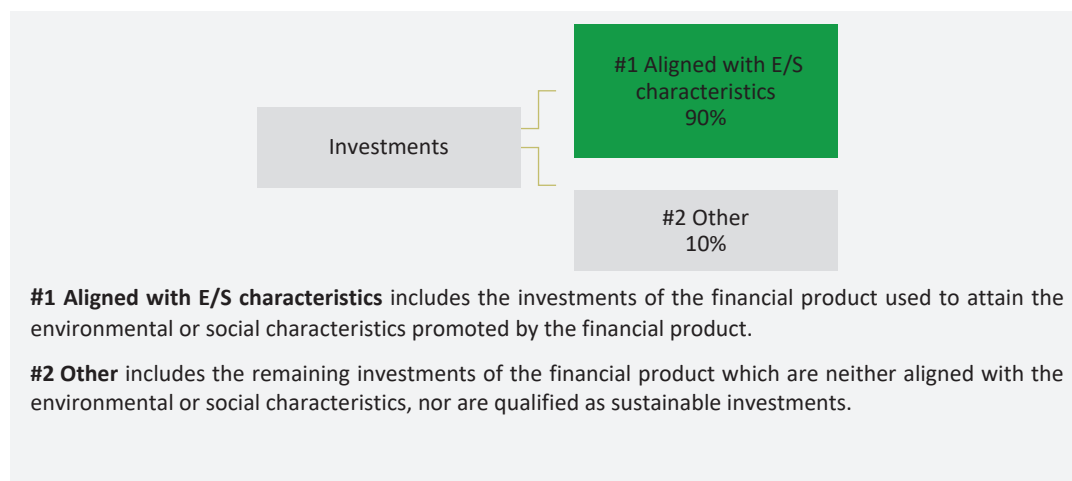 #1 Aligned with E/S
characteristics
90%
Investments
#2 Other
10%
#1 Aligned with E/S characteristics includes the investments of the financial product used to attain the
environmental or social characteristics promoted by the financial product.
#2 Other includes the remaining investments of the financial product which are neither aligned with the
environmental or social characteristics, nor are qualified as sustainable investments.